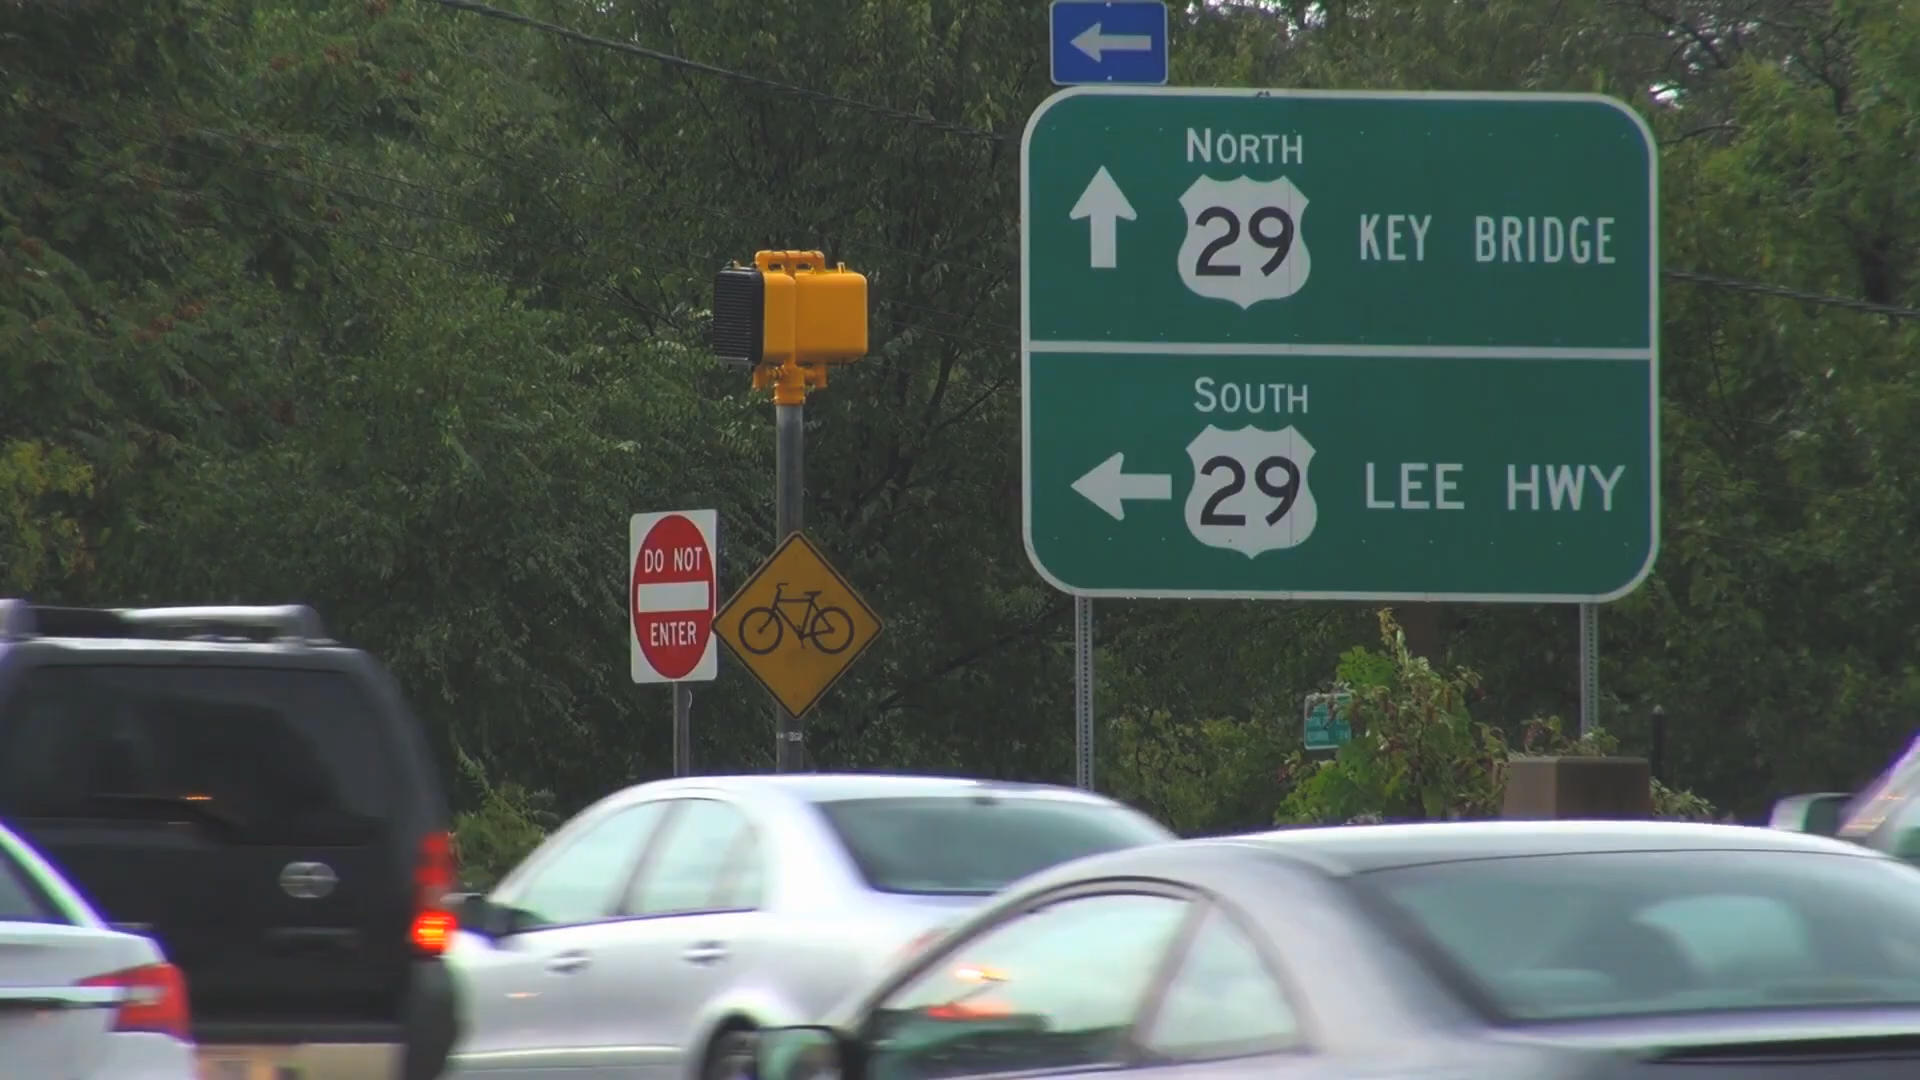 NORTH
29 KEY BRIDGE
SOUTH
29 LEE HWY
DO NOT
ENTER